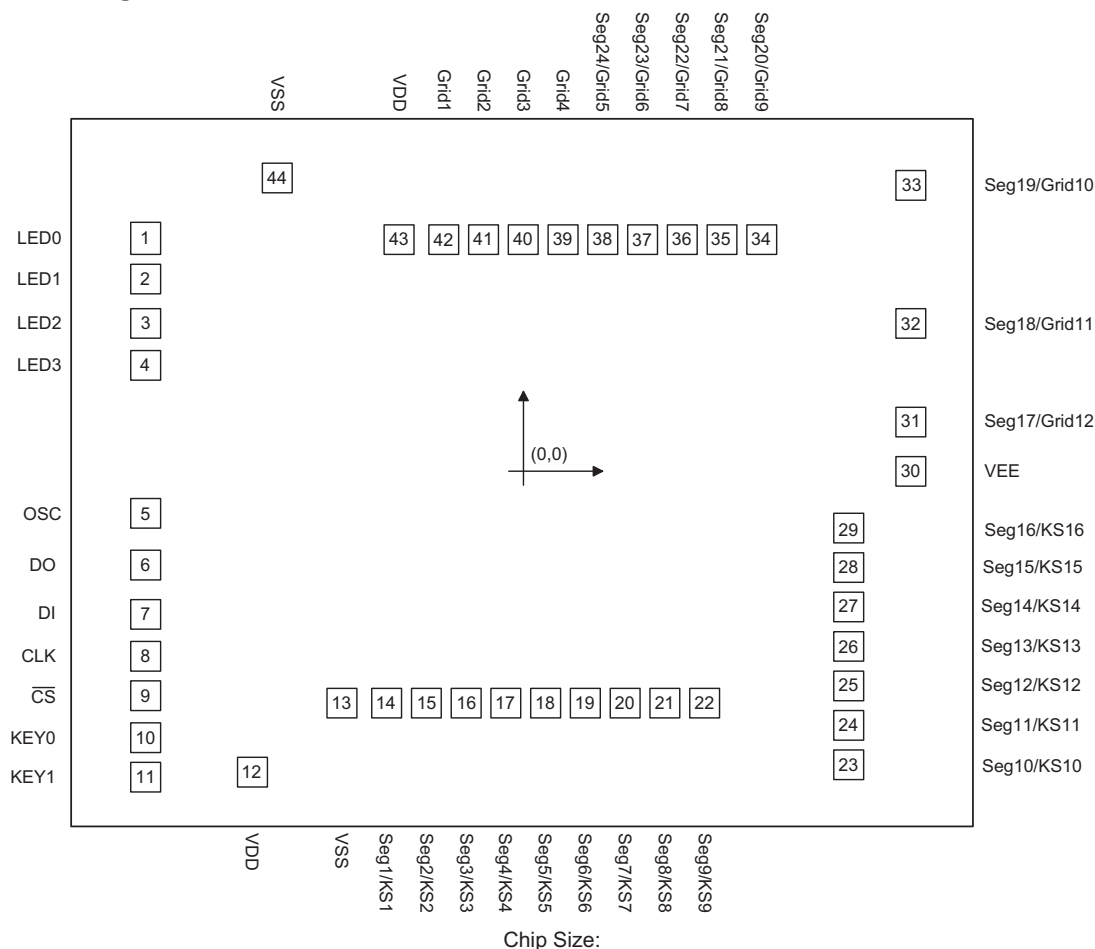 VSS
VDD
Grid1
Grid2
Grid3
Grid4
Seg24/Grid5
Seg23/Grid6
Seg22/Grid7
Seg21/Grid8
Seg20/Grid9
44
33 Seg19/Grid10
LED0 1
43 42 41 40 39 38 37 36 35 34
LED1 2
LED2 3
32 Seg18/Grid11
LED3 4
31 Seg17/Grid12
(0,0)
30 VEE
OSC 5
29 Seg16/KS16
DO 6
28 Seg15/KS15
DI 7
27 Seg14/KS14
CLK 8
26 Seg13/KS13
CS 9
25 Seg12/KS12
13 14 15 16 17 18 19 20 21 22
24 Seg11/KS11
KEY0 10
23 Seg10/KS10
KEY1 11
12
VDD
VSS
Seg1/KS1
Seg2/KS2
Seg3/KS3
Seg4/KS4
Seg5/KS5
Seg6/KS6
Seg7/KS7
Seg8/KS8
Seg9/KS9
Chip Size: